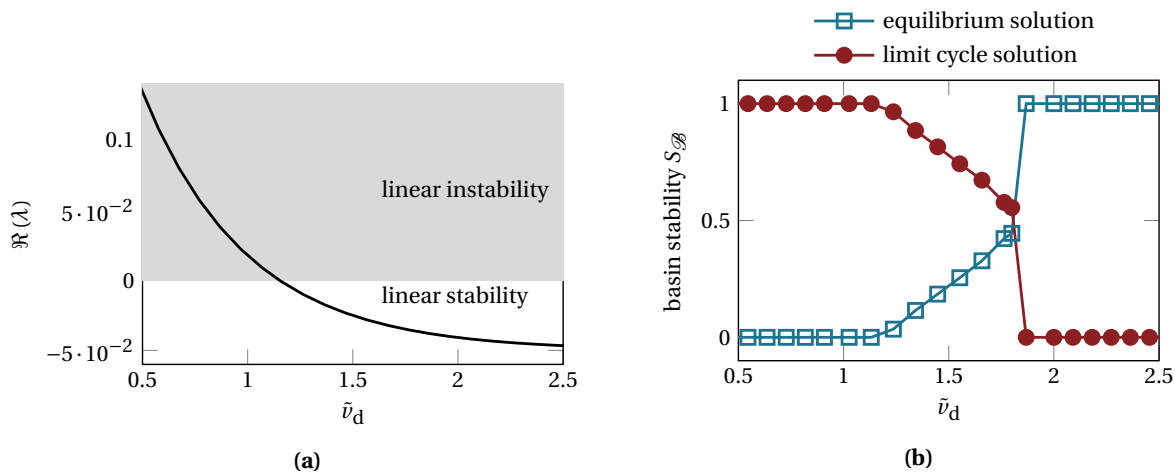 0.1
5·10⁻²
0
−5·10⁻²
ℜ(λ)
linear instability
linear stability
0.5 1 1.5 2 2.5
ṽ_d
(a)
equilibrium solution
limit cycle solution
1
0.5
0
basin stability S_ℬ
0.5 1 1.5 2 2.5
ṽ_d
(b)